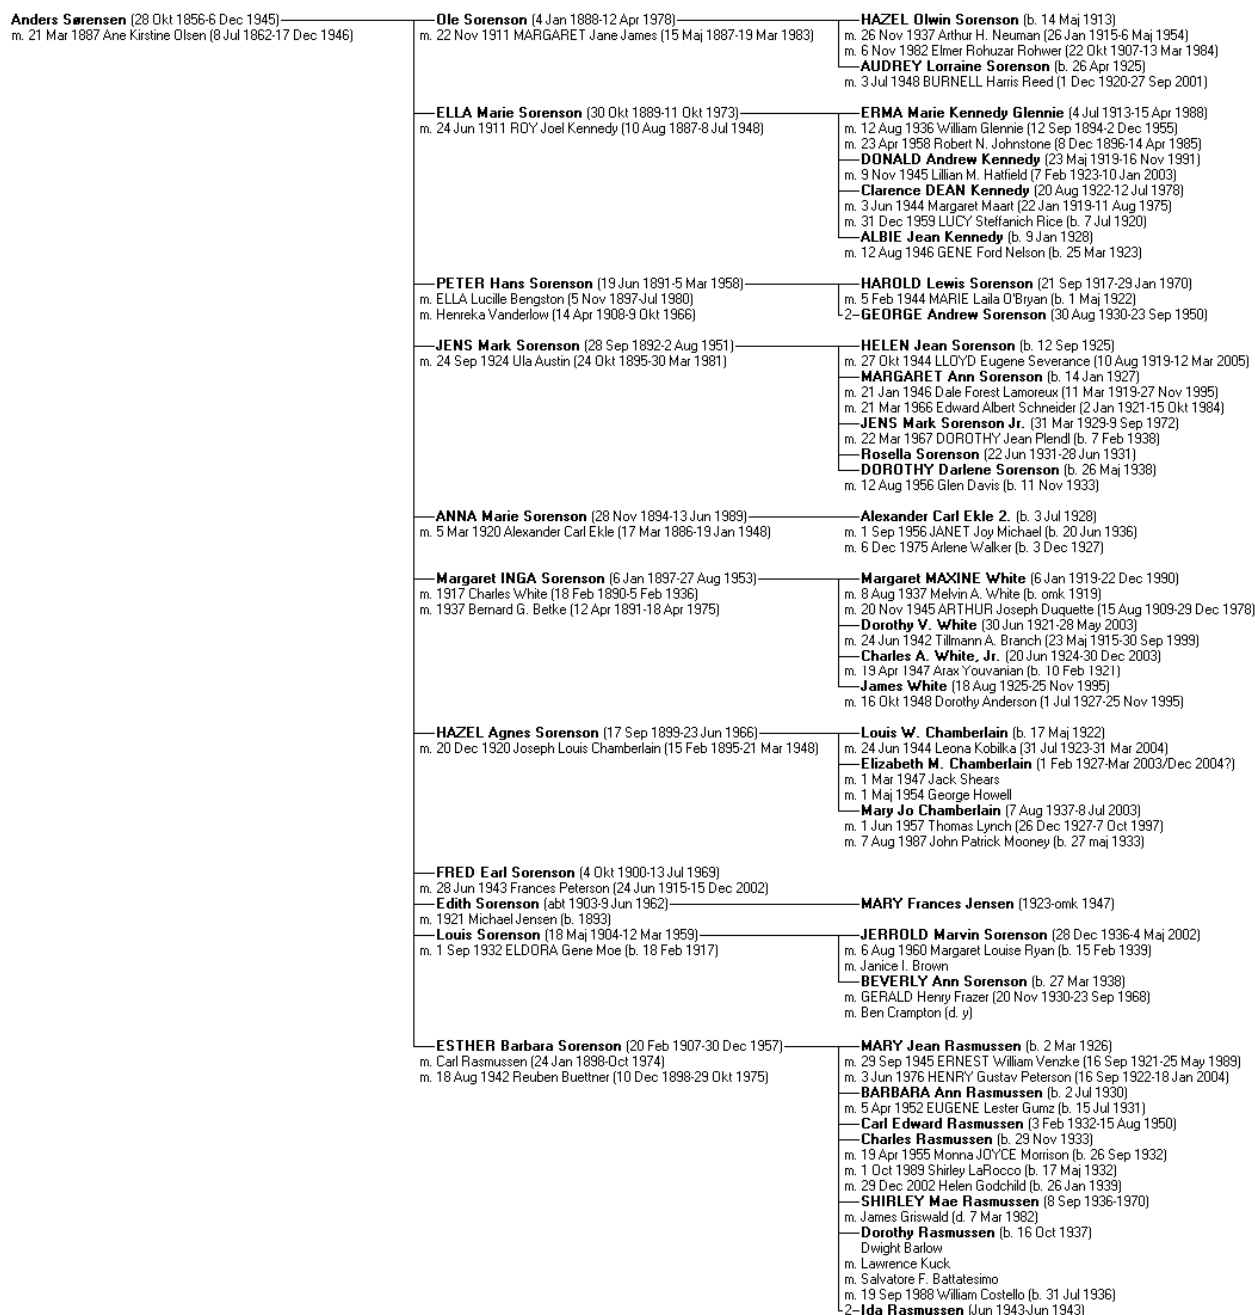 Anders Sørensen (28 Okt 1856-6 Dec 1945)
m. 21 Mar 1887 Ane Kirstine Olsen (8 Jul 1862-17 Dec 1946)
Ole Sorenson (4 Jan 1888-12 Apr 1978)
m. 22 Nov 1911 MARGARET Jane James (15 Maj 1887-19 Mar 1983)
HAZEL Olwin Sorenson (b. 14 Maj 1913)
m. 26 Nov 1937 Arthur H. Neuman (26 Jan 1915-6 Maj 1954)
m. 6 Nov 1982 Elmer Rohuzar Rohwer (22 Okt 1907-13 Mar 1984)
AUDREY Lorraine Sorenson (b. 26 Apr 1925)
m. 3 Jul 1948 BURNELL Harris Reed (1 Dec 1920-27 Sep 2001)
ELLA Marie Sorenson (30 Okt 1889-11 Okt 1973)
m. 24 Jun 1911 ROY Joel Kennedy (10 Aug 1887-8 Jul 1948)
ERMA Marie Kennedy Glennie (4 Jul 1913-15 Apr 1988)
m. 12 Aug 1936 William Glennie (12 Sep 1894-2 Dec 1955)
m. 23 Apr 1958 Robert N. Johnstone (8 Dec 1896-14 Apr 1985)
DONALD Andrew Kennedy (23 Maj 1919-16 Nov 1991)
m. 9 Nov 1945 Lillian M. Hatfield (7 Feb 1923-10 Jan 2003)
Clarence DEAN Kennedy (20 Aug 1922-12 Jul 1978)
m. 3 Jun 1944 Margaret Maart (22 Jan 1919-11 Aug 1975)
m. 31 Dec 1959 LUCY Steffanich Rice (b. 7 Jul 1920)
ALBIE Jean Kennedy (b. 9 Jan 1928)
m. 12 Aug 1946 GENE Ford Nelson (b. 25 Mar 1923)
PETER Hans Sorenson (19 Jun 1891-5 Mar 1958)
m. ELLA Lucille Bengston (5 Nov 1897-Jul 1980)
m. Henreka Vanderlow (14 Apr 1908-9 Okt 1966)
HAROLD Lewis Sorenson (21 Sep 1917-29 Jan 1970)
m. 5 Feb 1944 MARIE Laila O'Bryan (b. 1 Maj 1922)
2-GEORGE Andrew Sorenson (30 Aug 1930-23 Sep 1950)
JENS Mark Sorenson (28 Sep 1892-2 Aug 1951)
m. 24 Sep 1924 Ula Austin (24 Okt 1895-30 Mar 1981)
HELEN Jean Sorenson (b. 12 Sep 1925)
m. 27 Okt 1944 LLOYD Eugene Severance (10 Aug 1919-12 Mar 2005)
MARGARET Ann Sorenson (b. 14 Jan 1927)
m. 21 Jan 1946 Dale Forest Lamoreux (11 Mar 1919-27 Nov 1995)
m. 21 Mar 1966 Edward Albert Schneider (2 Jan 1921-15 Okt 1984)
JENS Mark Sorenson Jr. (31 Mar 1929-9 Sep 1972)
m. 22 Mar 1967 DOROTHY Jean Plendl (b. 7 Feb 1938)
Rosella Sorenson (22 Jun 1931-28 Jun 1931)
DOROTHY Darlene Sorenson (b. 26 Maj 1938)
m. 12 Aug 1956 Glen Davis (b. 11 Nov 1933)
ANNA Marie Sorenson (28 Nov 1894-13 Jun 1989)
m. 5 Mar 1920 Alexander Carl Ekle (17 Mar 1886-19 Jan 1948)
Alexander Carl Ekle 2. (b. 3 Jul 1928)
m. 1 Sep 1956 JANET Joy Michael (b. 20 Jun 1936)
m. 6 Dec 1975 Arlene Walker (b. 3 Dec 1927)
Margaret INGA Sorenson (6 Jan 1897-27 Aug 1953)
m. 1917 Charles White (18 Feb 1890-5 Feb 1936)
m. 1937 Bernard G. Betke (12 Apr 1891-18 Apr 1975)
Margaret MAXINE White (6 Jan 1919-22 Dec 1990)
m. 8 Aug 1937 Melvin A. White (b. omk 1919)
m. 20 Nov 1945 ARTHUR Joseph Duquette (15 Aug 1909-29 Dec 1978)
Dorothy V. White (30 Jun 1921-28 May 2003)
m. 24 Jun 1942 Tillmann A. Branch (23 Maj 1915-30 Sep 1999)
Charles A. White, Jr. (20 Jun 1924-30 Dec 2003)
m. 19 Apr 1947 Arax Youvanian (b. 10 Feb 1921)
James White (18 Aug 1925-25 Nov 1995)
m. 16 Okt 1948 Dorothy Anderson (1 Jul 1927-25 Nov 1995)
HAZEL Agnes Sorenson (17 Sep 1899-23 Jun 1966)
m. 20 Dec 1920 Joseph Louis Chamberlain (15 Feb 1895-21 Mar 1948)
Louis W. Chamberlain (b. 17 Maj 1922)
m. 24 Jun 1944 Leona Kobilka (31 Jul 1923-31 Mar 2004)
Elizabeth M. Chamberlain (1 Feb 1927-Mar 2003/Dec 2004?)
m. 1 Mar 1947 Jack Shears
m. 1 Maj 1954 George Howell
Mary Jo Chamberlain (7 Aug 1937-8 Jul 2003)
m. 1 Jun 1957 Thomas Lynch (26 Dec 1927-7 Oct 1997)
m. 7 Aug 1987 John Patrick Mooney (b. 27 maj 1933)
FRED Earl Sorenson (4 Okt 1900-13 Jul 1969)
m. 28 Jun 1943 Frances Peterson (24 Jun 1915-15 Dec 2002)
Edith Sorenson (abt 1903-9 Jun 1962)
m. 1921 Michael Jensen (b. 1893)
MARY Frances Jensen (1923-omk 1947)
Louis Sorenson (18 Maj 1904-12 Mar 1959)
m. 1 Sep 1932 ELDORA Gene Moe (b. 18 Feb 1917)
JERROLD Marvin Sorenson (28 Dec 1936-4 Maj 2002)
m. 6 Aug 1960 Margaret Louise Ryan (b. 15 Feb 1939)
m. Janice I. Brown
BEVERLY Ann Sorenson (b. 27 Mar 1938)
m. GERALD Henry Frazer (20 Nov 1930-23 Sep 1968)
m. Ben Crampton (d. y)
ESTHER Barbara Sorenson (20 Feb 1907-30 Dec 1957)
m. Carl Rasmussen (24 Jan 1898-Oct 1974)
m. 18 Aug 1942 Reuben Buettner (10 Dec 1898-29 Okt 1975)
MARY Jean Rasmussen (b. 2 Mar 1926)
m. 29 Sep 1945 ERNEST William Venzke (16 Sep 1921-25 May 1989)
m. 3 Jun 1976 HENRY Gustav Peterson (16 Sep 1922-18 Jan 2004)
BARBARA Ann Rasmussen (b. 2 Jul 1930)
m. 5 Apr 1952 EUGENE Lester Gumz (b. 15 Jul 1931)
Carl Edward Rasmussen (3 Feb 1932-15 Aug 1950)
Charles Rasmussen (b. 29 Nov 1933)
m. 19 Apr 1955 Monna JOYCE Morrison (b. 26 Sep 1932)
m. 1 Oct 1989 Shirley LaRocco (b. 17 Maj 1932)
m. 29 Dec 2002 Helen Godchild (b. 26 Jan 1939)
SHIRLEY Mae Rasmussen (8 Sep 1936-1970)
m. James Griswald (d. 7 Mar 1982)
Dorothy Rasmussen (b. 16 Oct 1937)
Dwight Barlow
m. Lawrence Kuck
m. Salvatore F. Battatesimo
m. 19 Sep 1988 William Costello (b. 31 Jul 1936)
2-Ida Rasmussen (Jun 1943-Jun 1943)